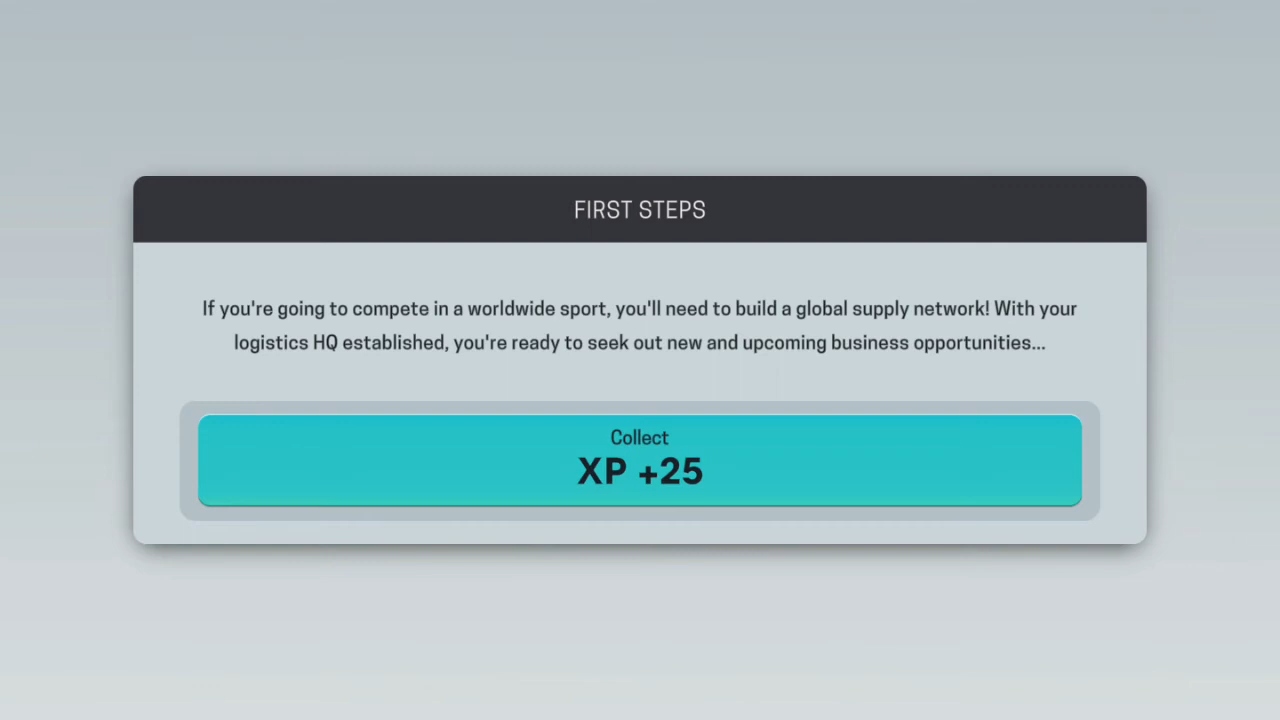 FIRST STEPS
If you're going to compete in a worldwide sport, you'll need to build a global supply network! With your
logistics HQ established, you're ready to seek out new and upcoming business opportunities...
Collect
XP +25